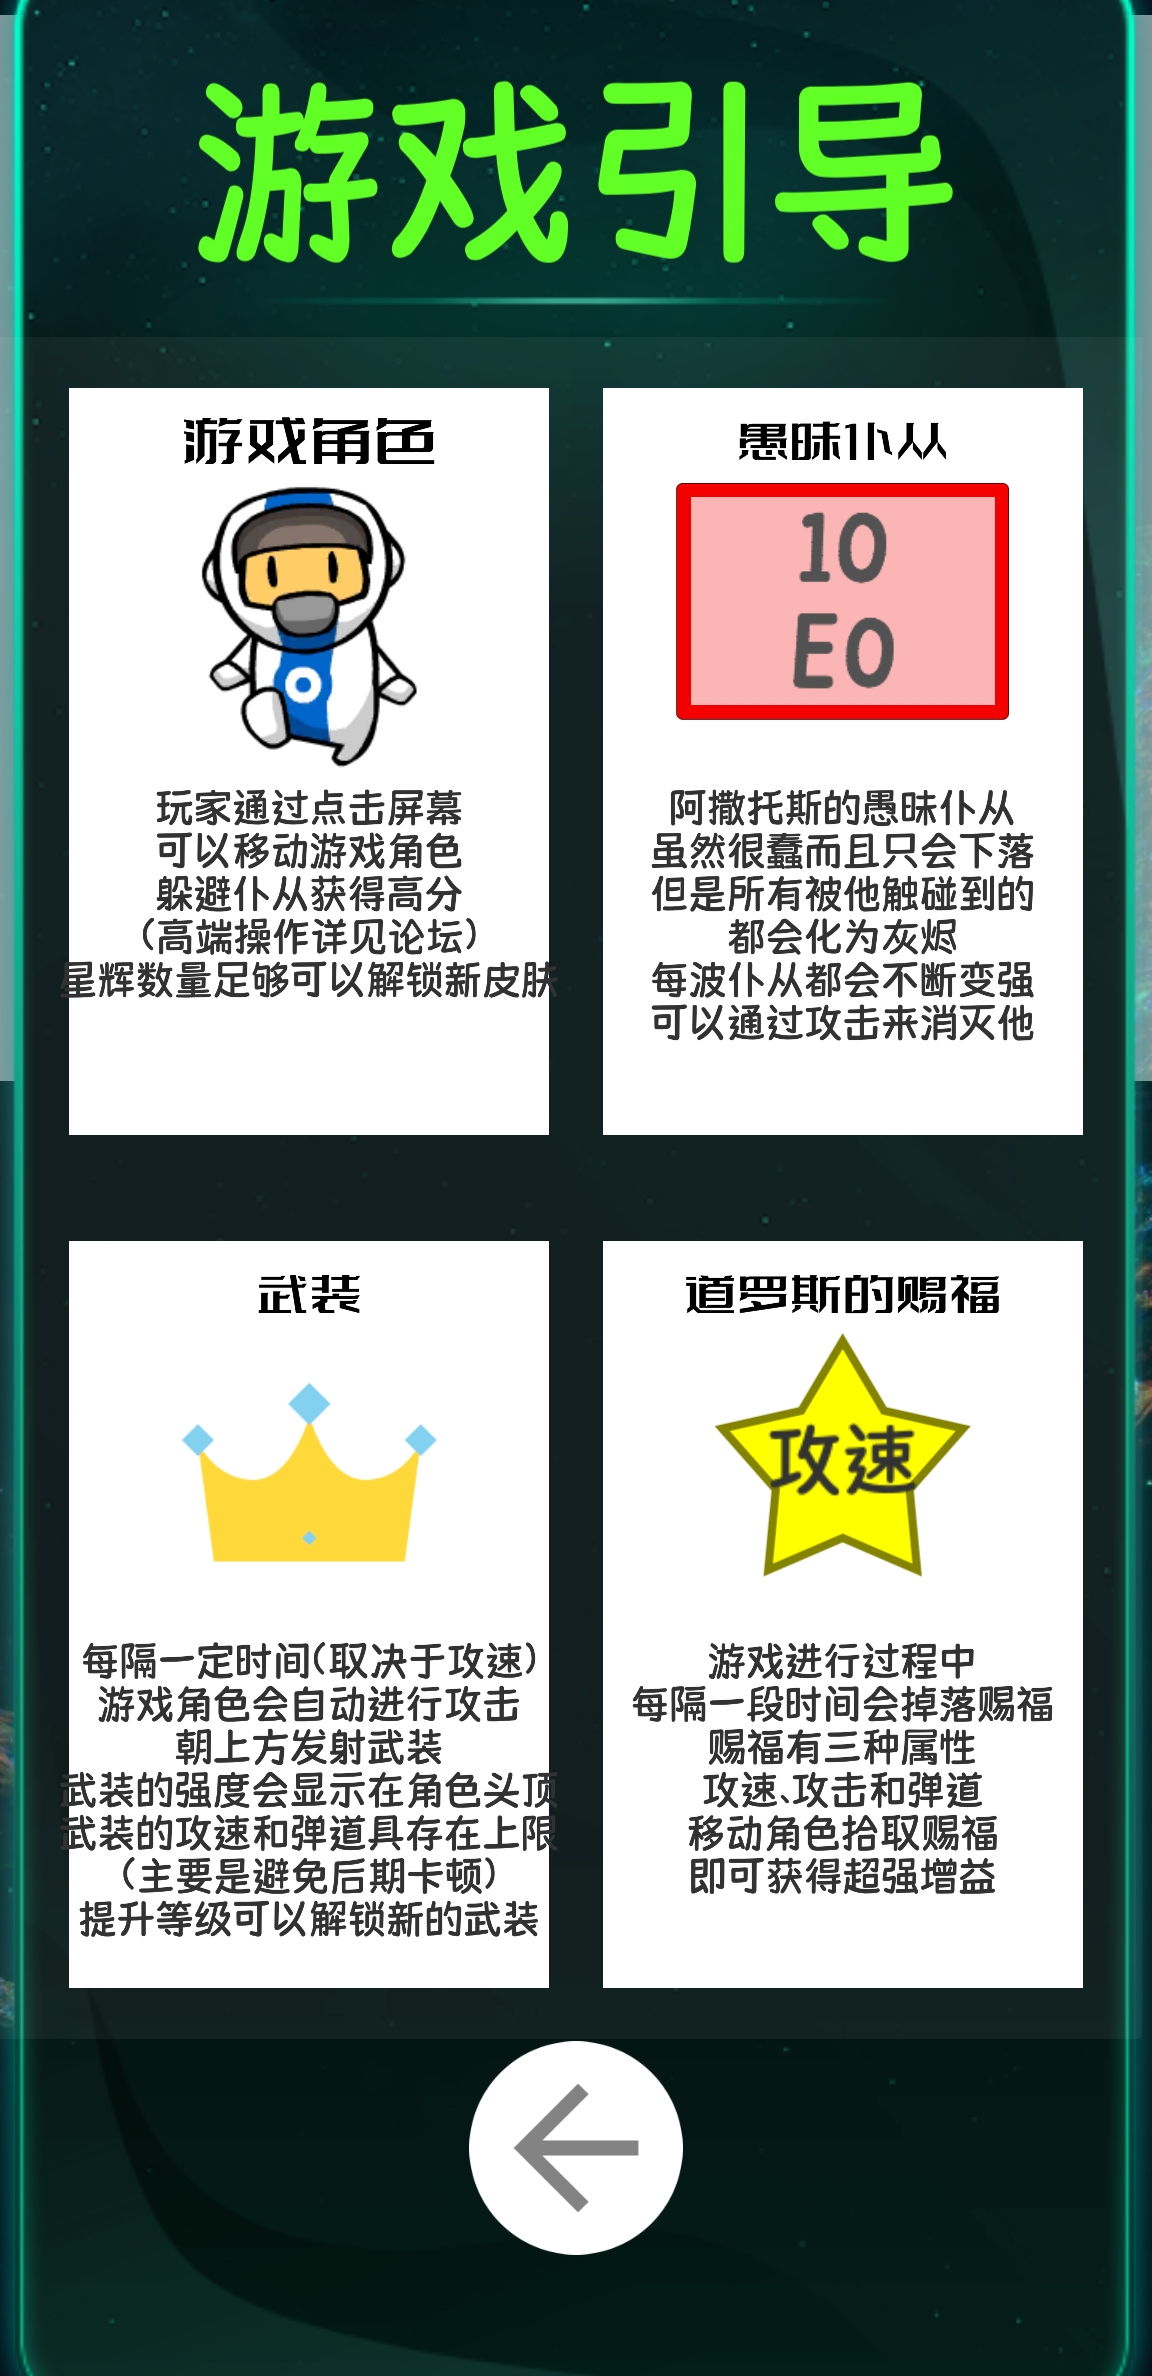 游戏引导
游戏角色
玩家通过点击屏幕
可以移动游戏角色
躲避仆从获得高分
(高端操作详见论坛)
星辉数量足够可以解锁新皮肤
愚昧仆从
10
E0
阿撒托斯的愚昧仆从
虽然很蠢而且只会下落
但是所有被他触碰到的
都会化为灰烬
每波仆从都会不断变强
可以通过攻击来消灭他
武装
每隔一定时间(取决于攻速)
游戏角色会自动进行攻击
朝上方发射武装
武装的强度会显示在角色头顶
武装的攻速和弹道具存在上限
(主要是避免后期卡顿)
提升等级可以解锁新的武装
道罗斯的赐福
攻速
游戏进行过程中
每隔一段时间会掉落赐福
赐福有三种属性
攻速、攻击和弹道
移动角色拾取赐福
即可获得超强增益